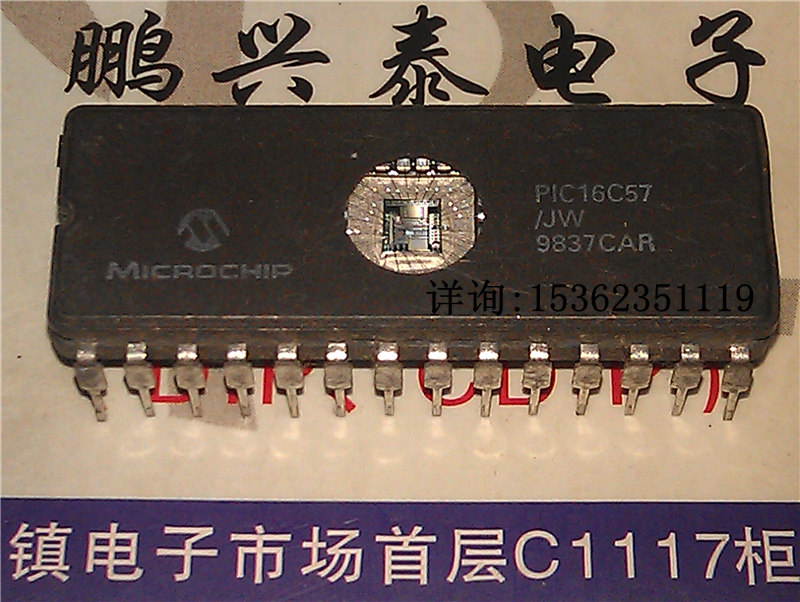 鹏兴泰电子
PIC16C57
/JW
9837CAR
MICROCHIP
详询:15362351119
镇电子市场首层C1117柜